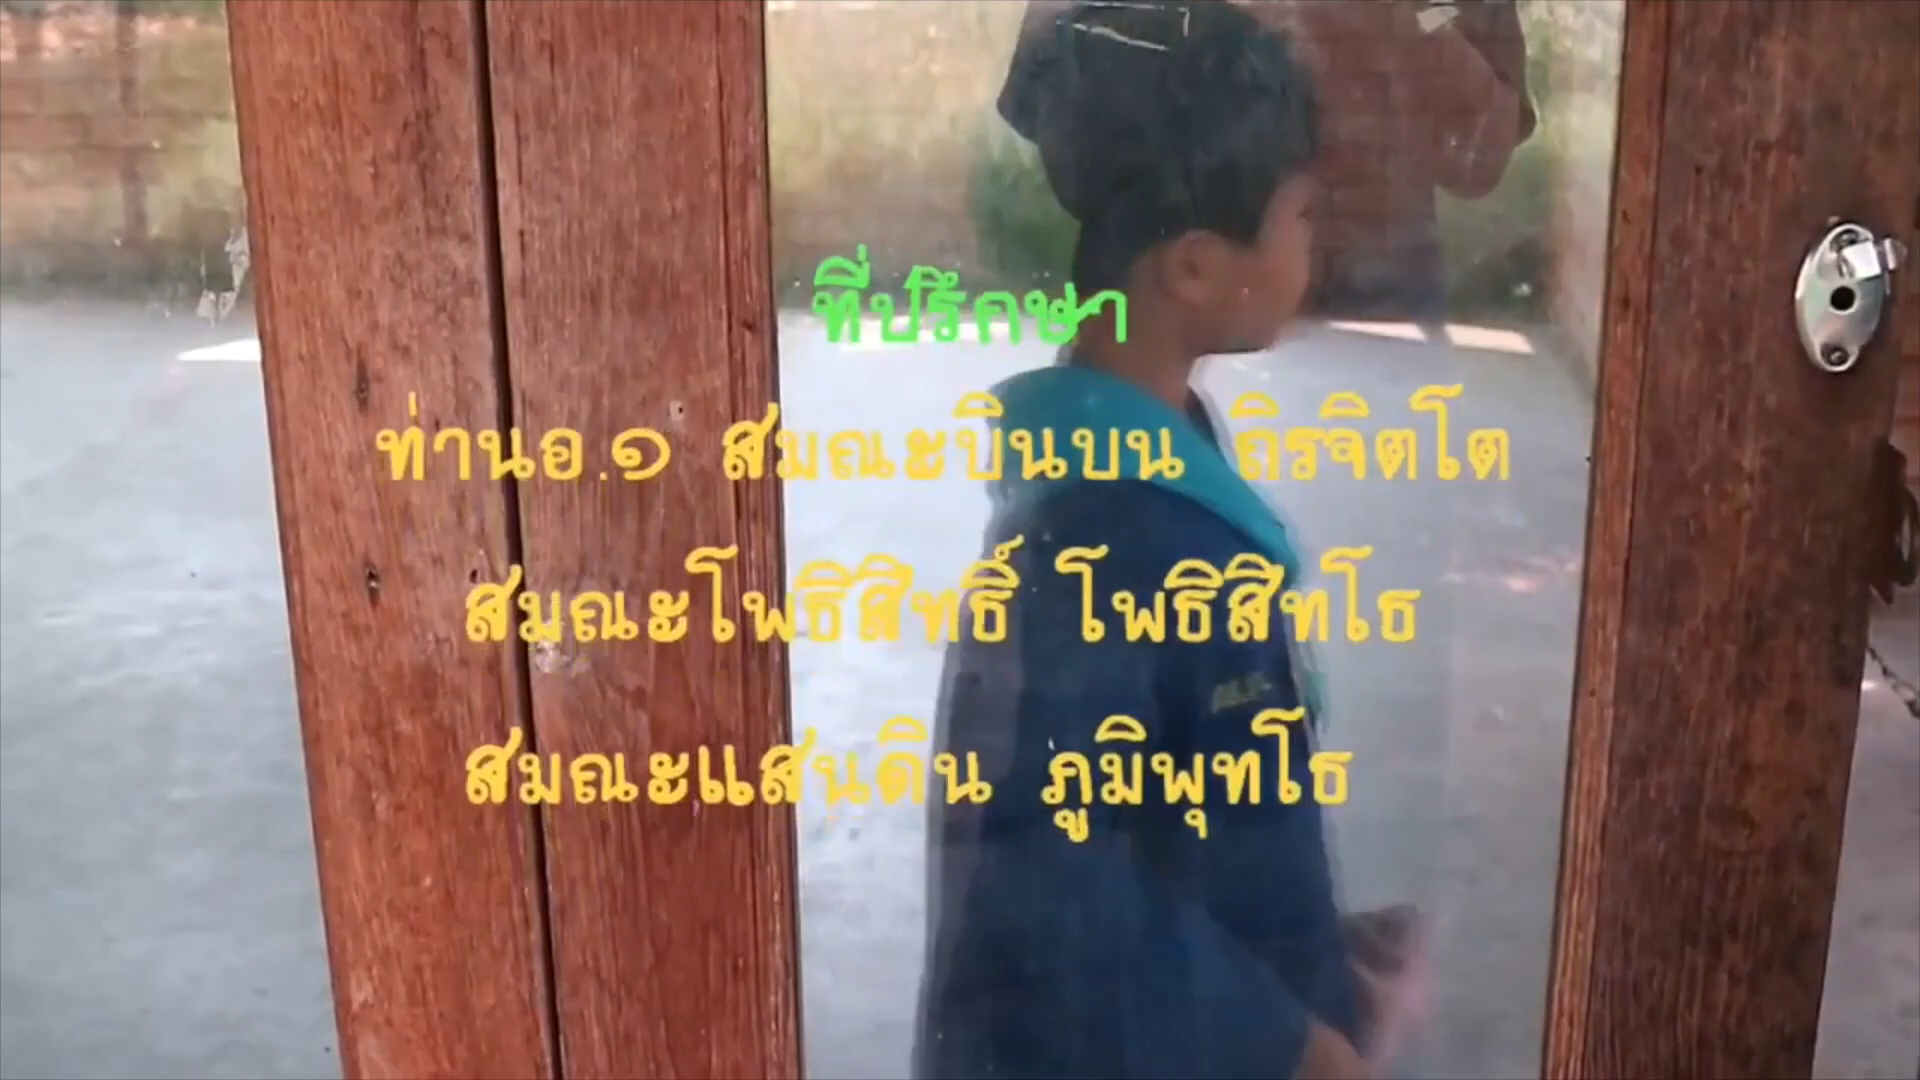 ที่ปรึกษา
ท่านอ.๑ สมณะบินบน ถิรจิตโต
สมณะโพธิสิทธิ์ โพธิสิทโธ
สมณะแสนดิน ภูมิพุทโธ